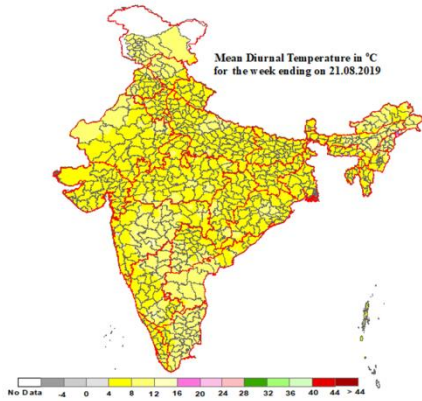 Mean Diurnal Temperature in °C
for the week ending on 21.08.2019
No Data -4 0 4 8 12 16 20 24 28 32 36 40 44 > 44